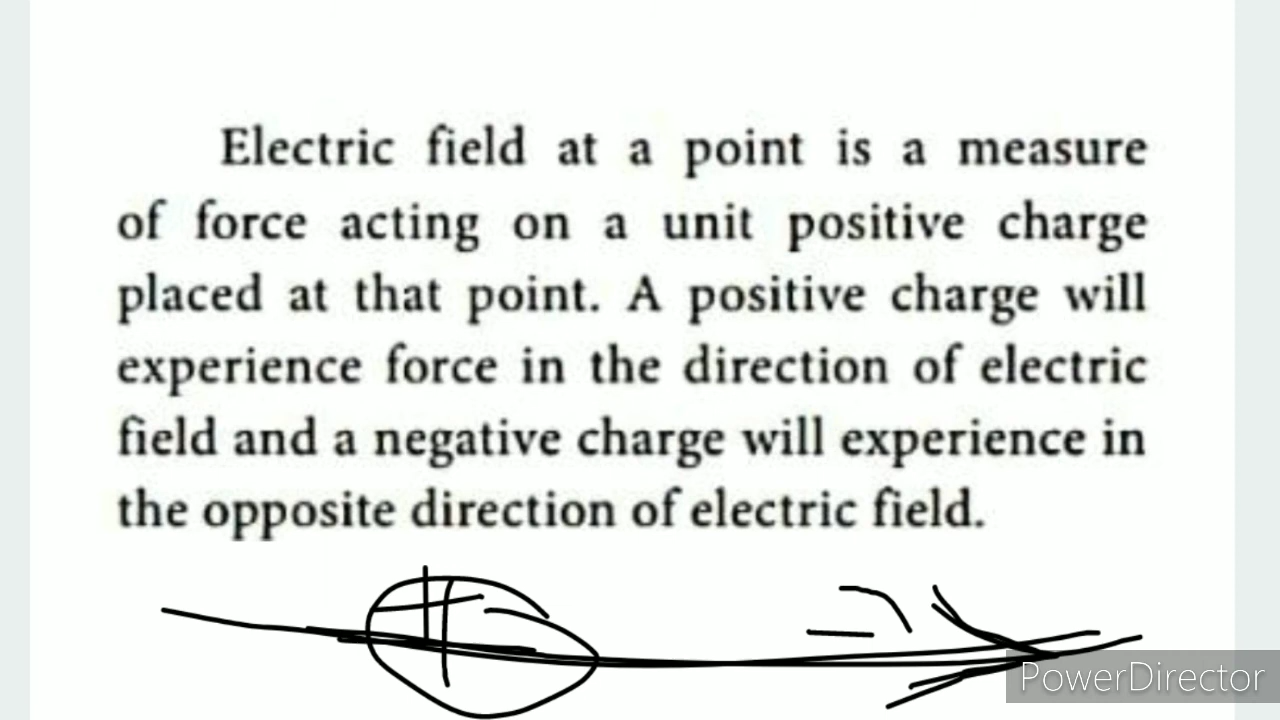 Electric field at a point is a measure
of force acting on a unit positive charge
placed at that point. A positive charge will
experience force in the direction of electric
field and a negative charge will experience in
the opposite direction of electric field.
PowerDirector